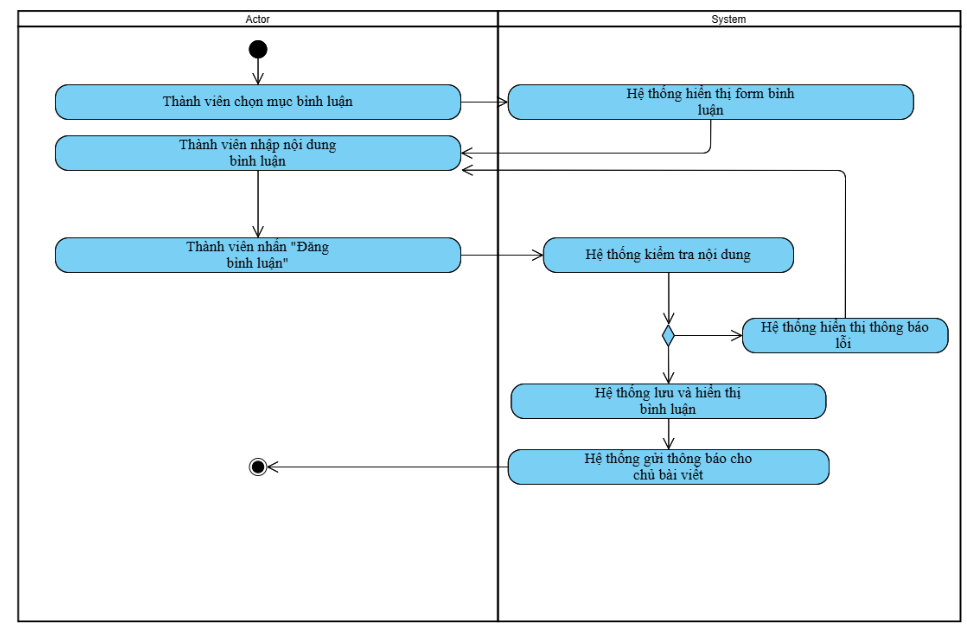 Actor
System
Thành viên chọn mục bình luận
Hệ thống hiển thị form bình
luận
Thành viên nhập nội dung
bình luận
Thành viên nhấn "Đăng
bình luận"
Hệ thống kiểm tra nội dung
Hệ thống hiển thị thông báo
lỗi
Hệ thống lưu và hiển thị
bình luận
Hệ thống gửi thông báo cho
chủ bài viết